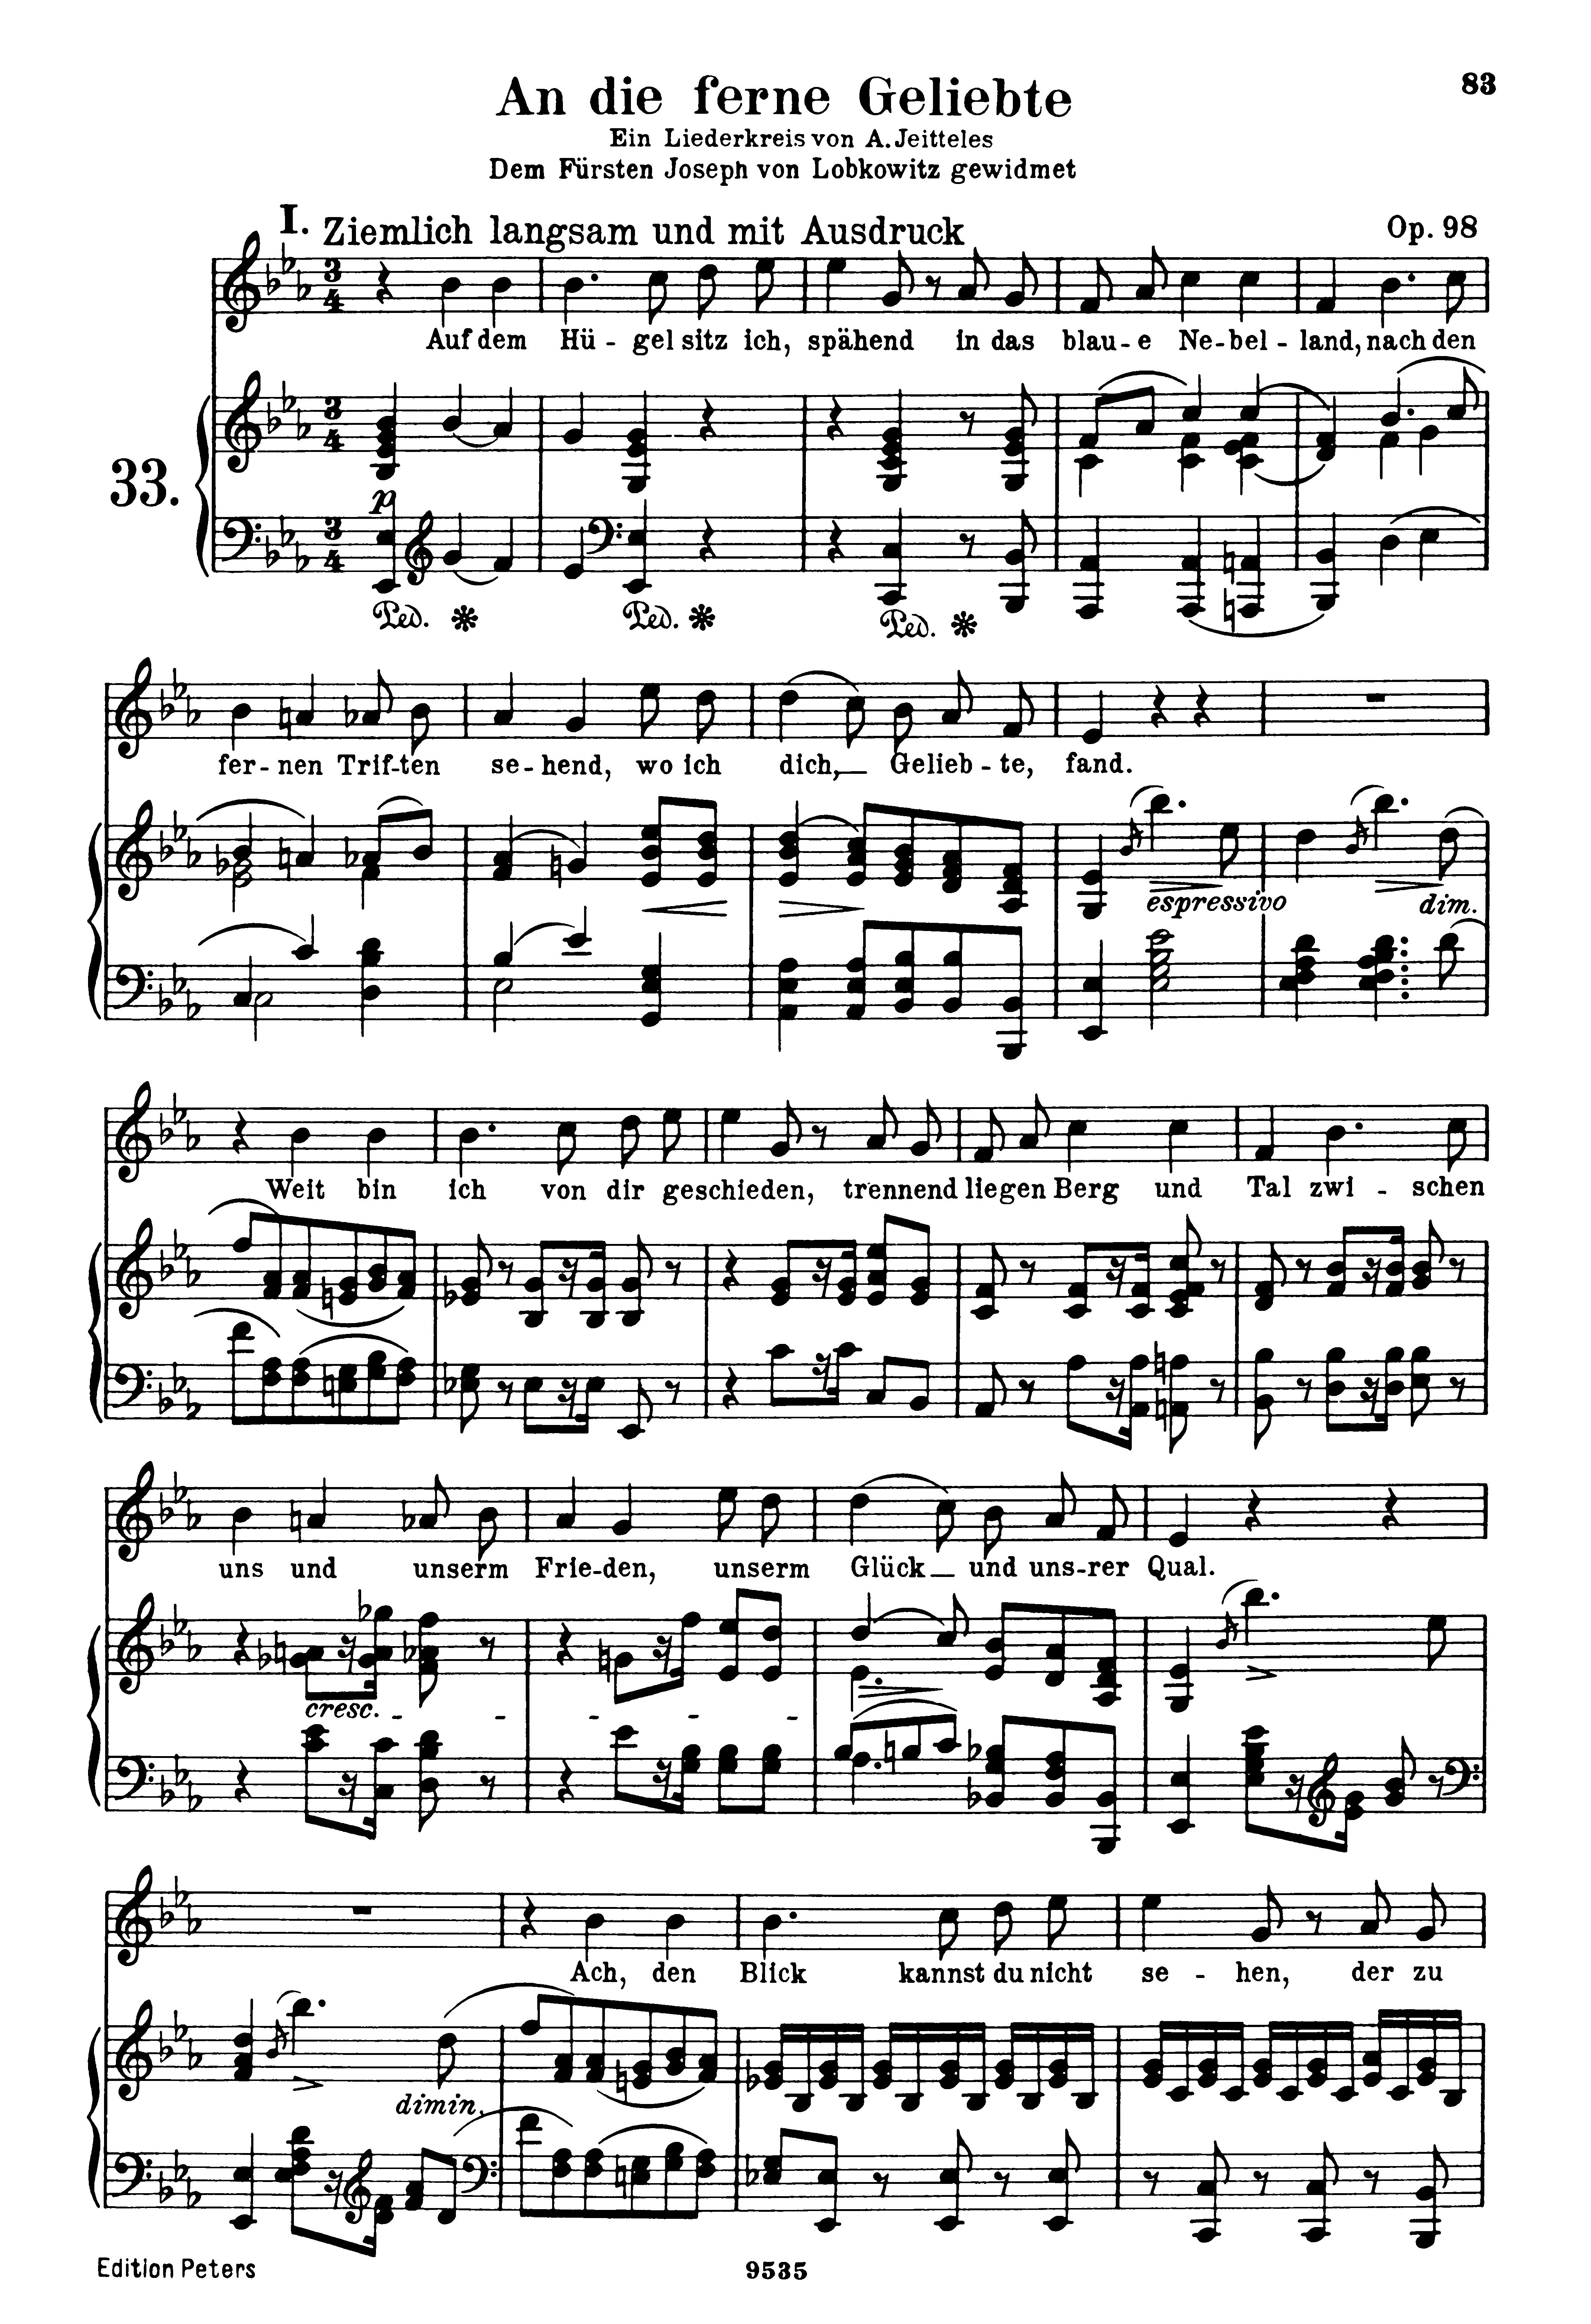 83
An die ferne Geliebte
Ein Liederkreis von A. Jeitteles
Dem Fürsten Joseph von Lobkowitz gewidmet
I. Ziemlich langsam und mit Ausdruck
Op. 98
3 4
Auf dem Hü - gel sitz ich, spähend in das blau - e Ne - bel - land, nach den
33.
3 4
p
3 4
Ped. * Ped. * Ped. *
fer - nen Trif - ten se - hend, wo ich dich, Gelieb - te, fand.
espressivo dim.
Weit bin ich von dir geschieden, trennend liegen Berg und Tal zwi - schen
uns und unserm Frie - den, unserm Glück und uns - rer Qual.
cresc. - - - - -
Ach, den Blick kannst du nicht se - hen, der zu
dimin.
Edition Peters
9535